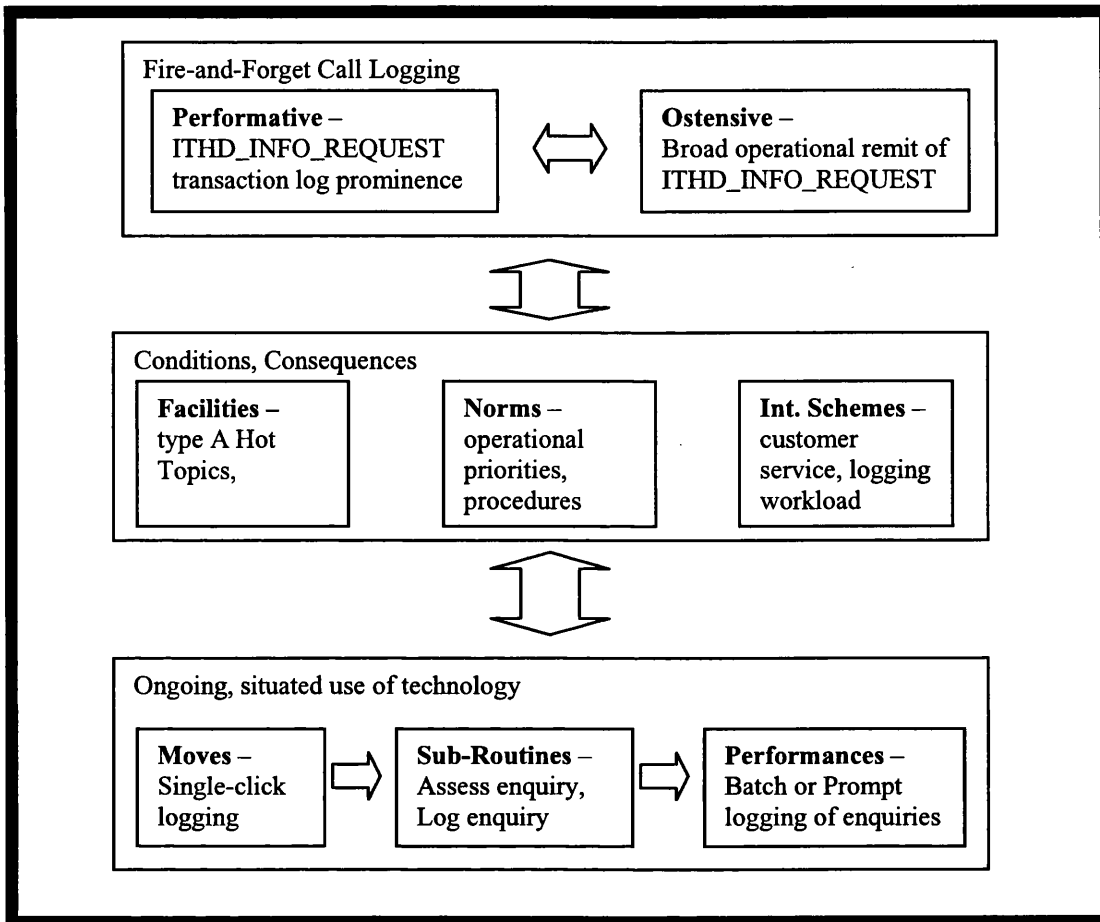 Fire-and-Forget Call Logging
Performative –
ITHD_INFO_REQUEST
transaction log prominence
Ostensive –
Broad operational remit of
ITHD_INFO_REQUEST
Conditions, Consequences
Facilities –
type A Hot
Topics,
Norms –
operational
priorities,
procedures
Int. Schemes –
customer
service, logging
workload
Ongoing, situated use of technology
Moves –
Single-click
logging
Sub-Routines –
Assess enquiry,
Log enquiry
Performances –
Batch or Prompt
logging of enquiries